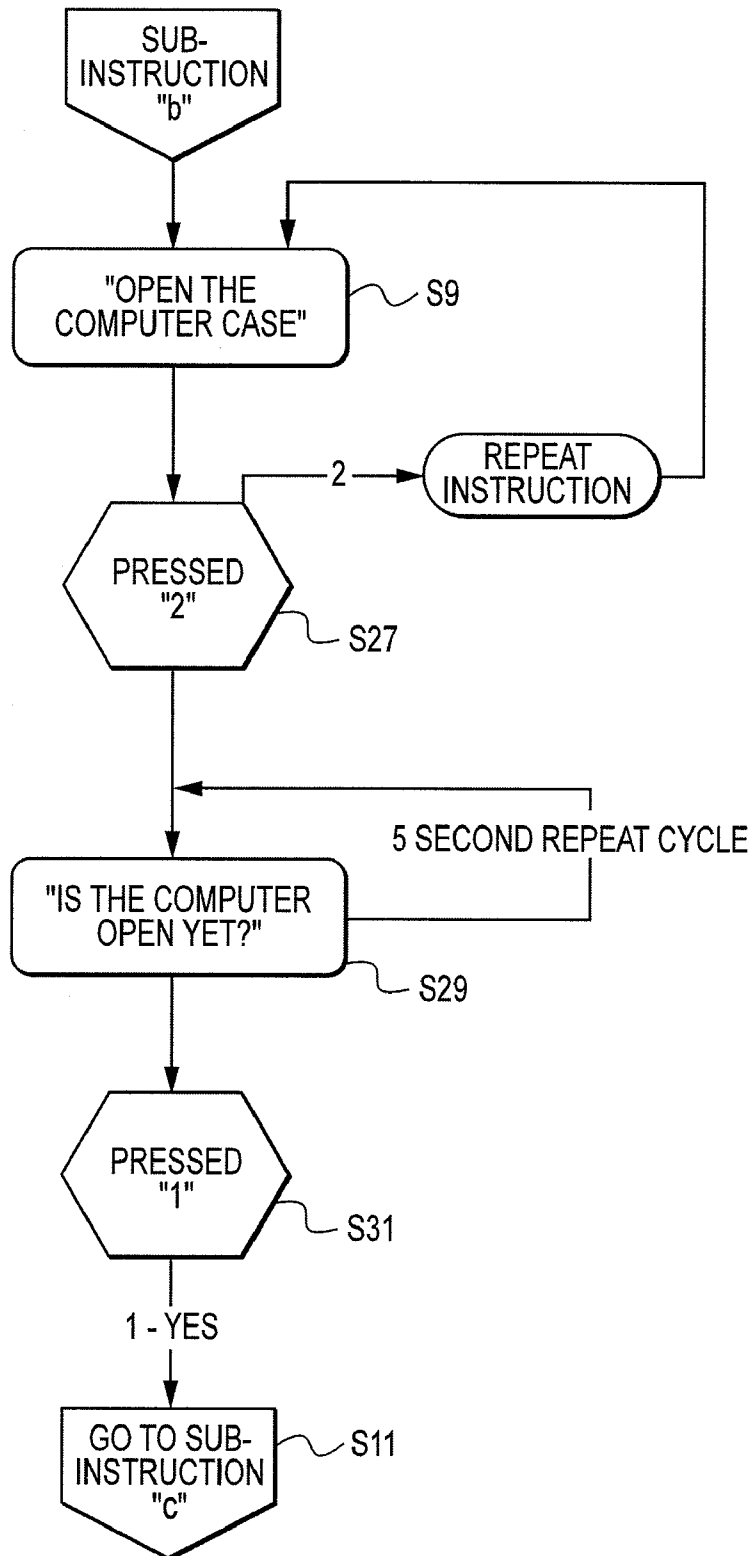 SUB-
INSTRUCTION
"b"
"OPEN THE
COMPUTER CASE"
S9
2
REPEAT
INSTRUCTION
PRESSED
"2"
S27
5 SECOND REPEAT CYCLE
"IS THE COMPUTER
OPEN YET?"
S29
PRESSED
"1"
S31
1 - YES
GO TO SUB-
INSTRUCTION
"c"
S11